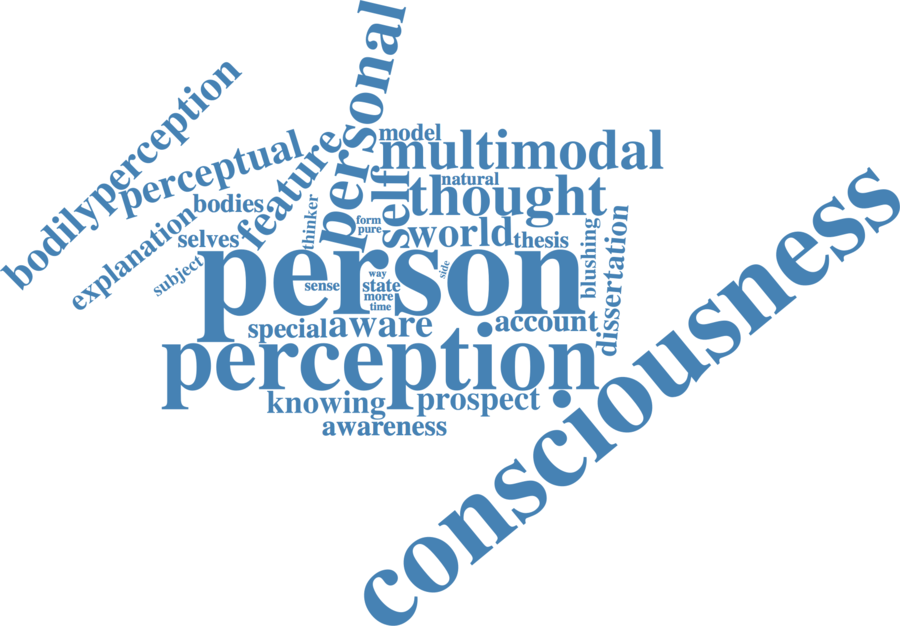 personal
bodilyperception
perceptual
feature
model
multimodal
self
natural
thought
bodies
thinker
form
pure
explanation
selves
world
thesis
blushing
dissertation
subject
person
sense
way
state
more
time
side
special
aware
account
perception
knowing
prospect
awareness
consciousness